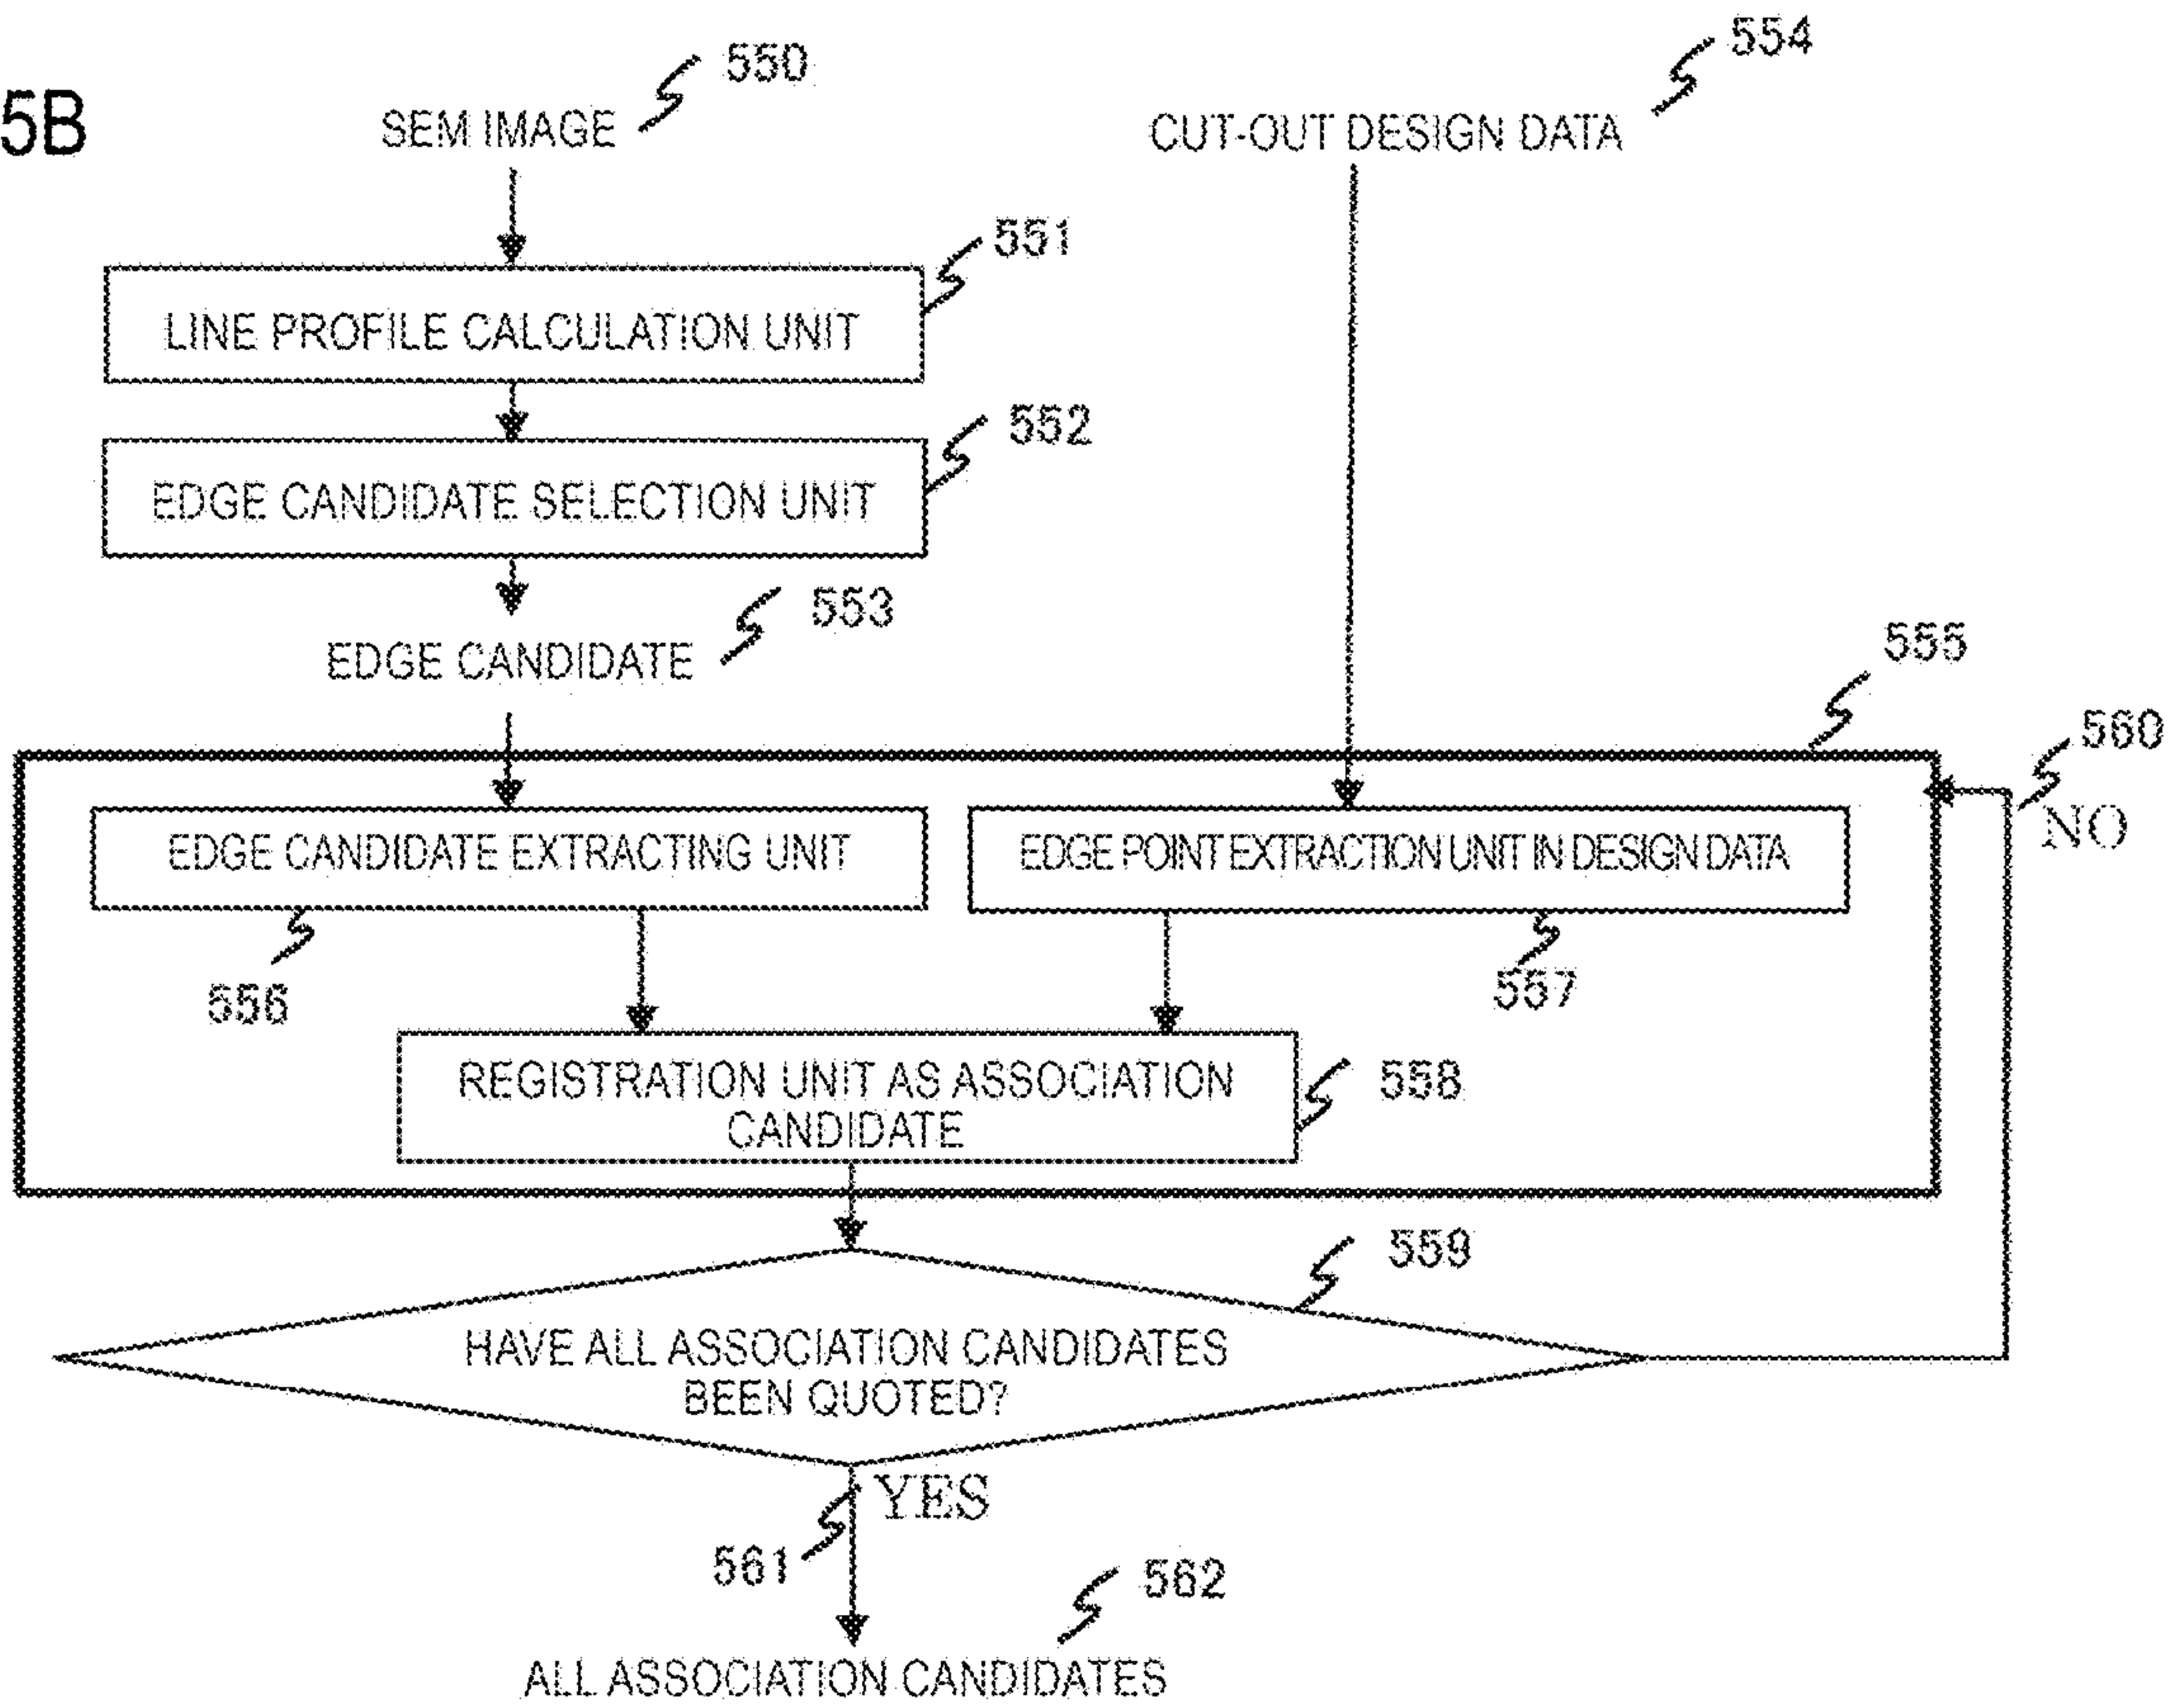 5B
550
SEM IMAGE
554
CUT-OUT DESIGN DATA
551
LINE PROFILE CALCULATION UNIT
552
EDGE CANDIDATE SELECTION UNIT
553
EDGE CANDIDATE
555
560
NO
EDGE CANDIDATE EXTRACTING UNIT
EDGE POINT EXTRACTION UNIT IN DESIGN DATA
556
557
REGISTRATION UNIT AS ASSOCIATION
CANDIDATE
558
559
HAVE ALL ASSOCIATION CANDIDATES
BEEN QUOTED?
YES
561
562
ALL ASSOCIATION CANDIDATES